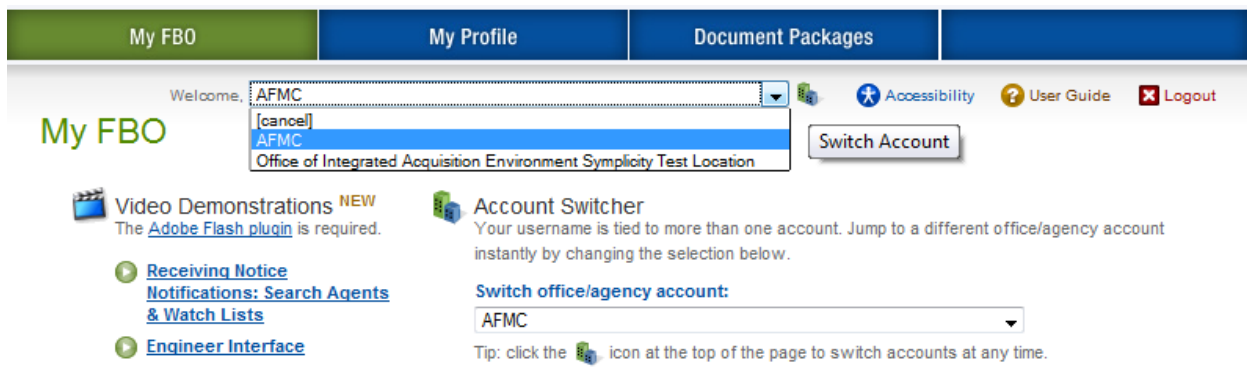 My FBO My Profile Document Packages
Welcome, AFMC Accessibility User Guide Logout
[cancel]
AFMC
Office of Integrated Acquisition Environment Symplicity Test Location
My FBO
Switch Account
Video Demonstrations NEW
The Adobe Flash plugin is required.
Receiving Notice
Notifications: Search Agents
& Watch Lists
Engineer Interface
Account Switcher
Your username is tied to more than one account. Jump to a different office/agency account
instantly by changing the selection below.
Switch office/agency account:
AFMC
Tip: click the icon at the top of the page to switch accounts at any time.